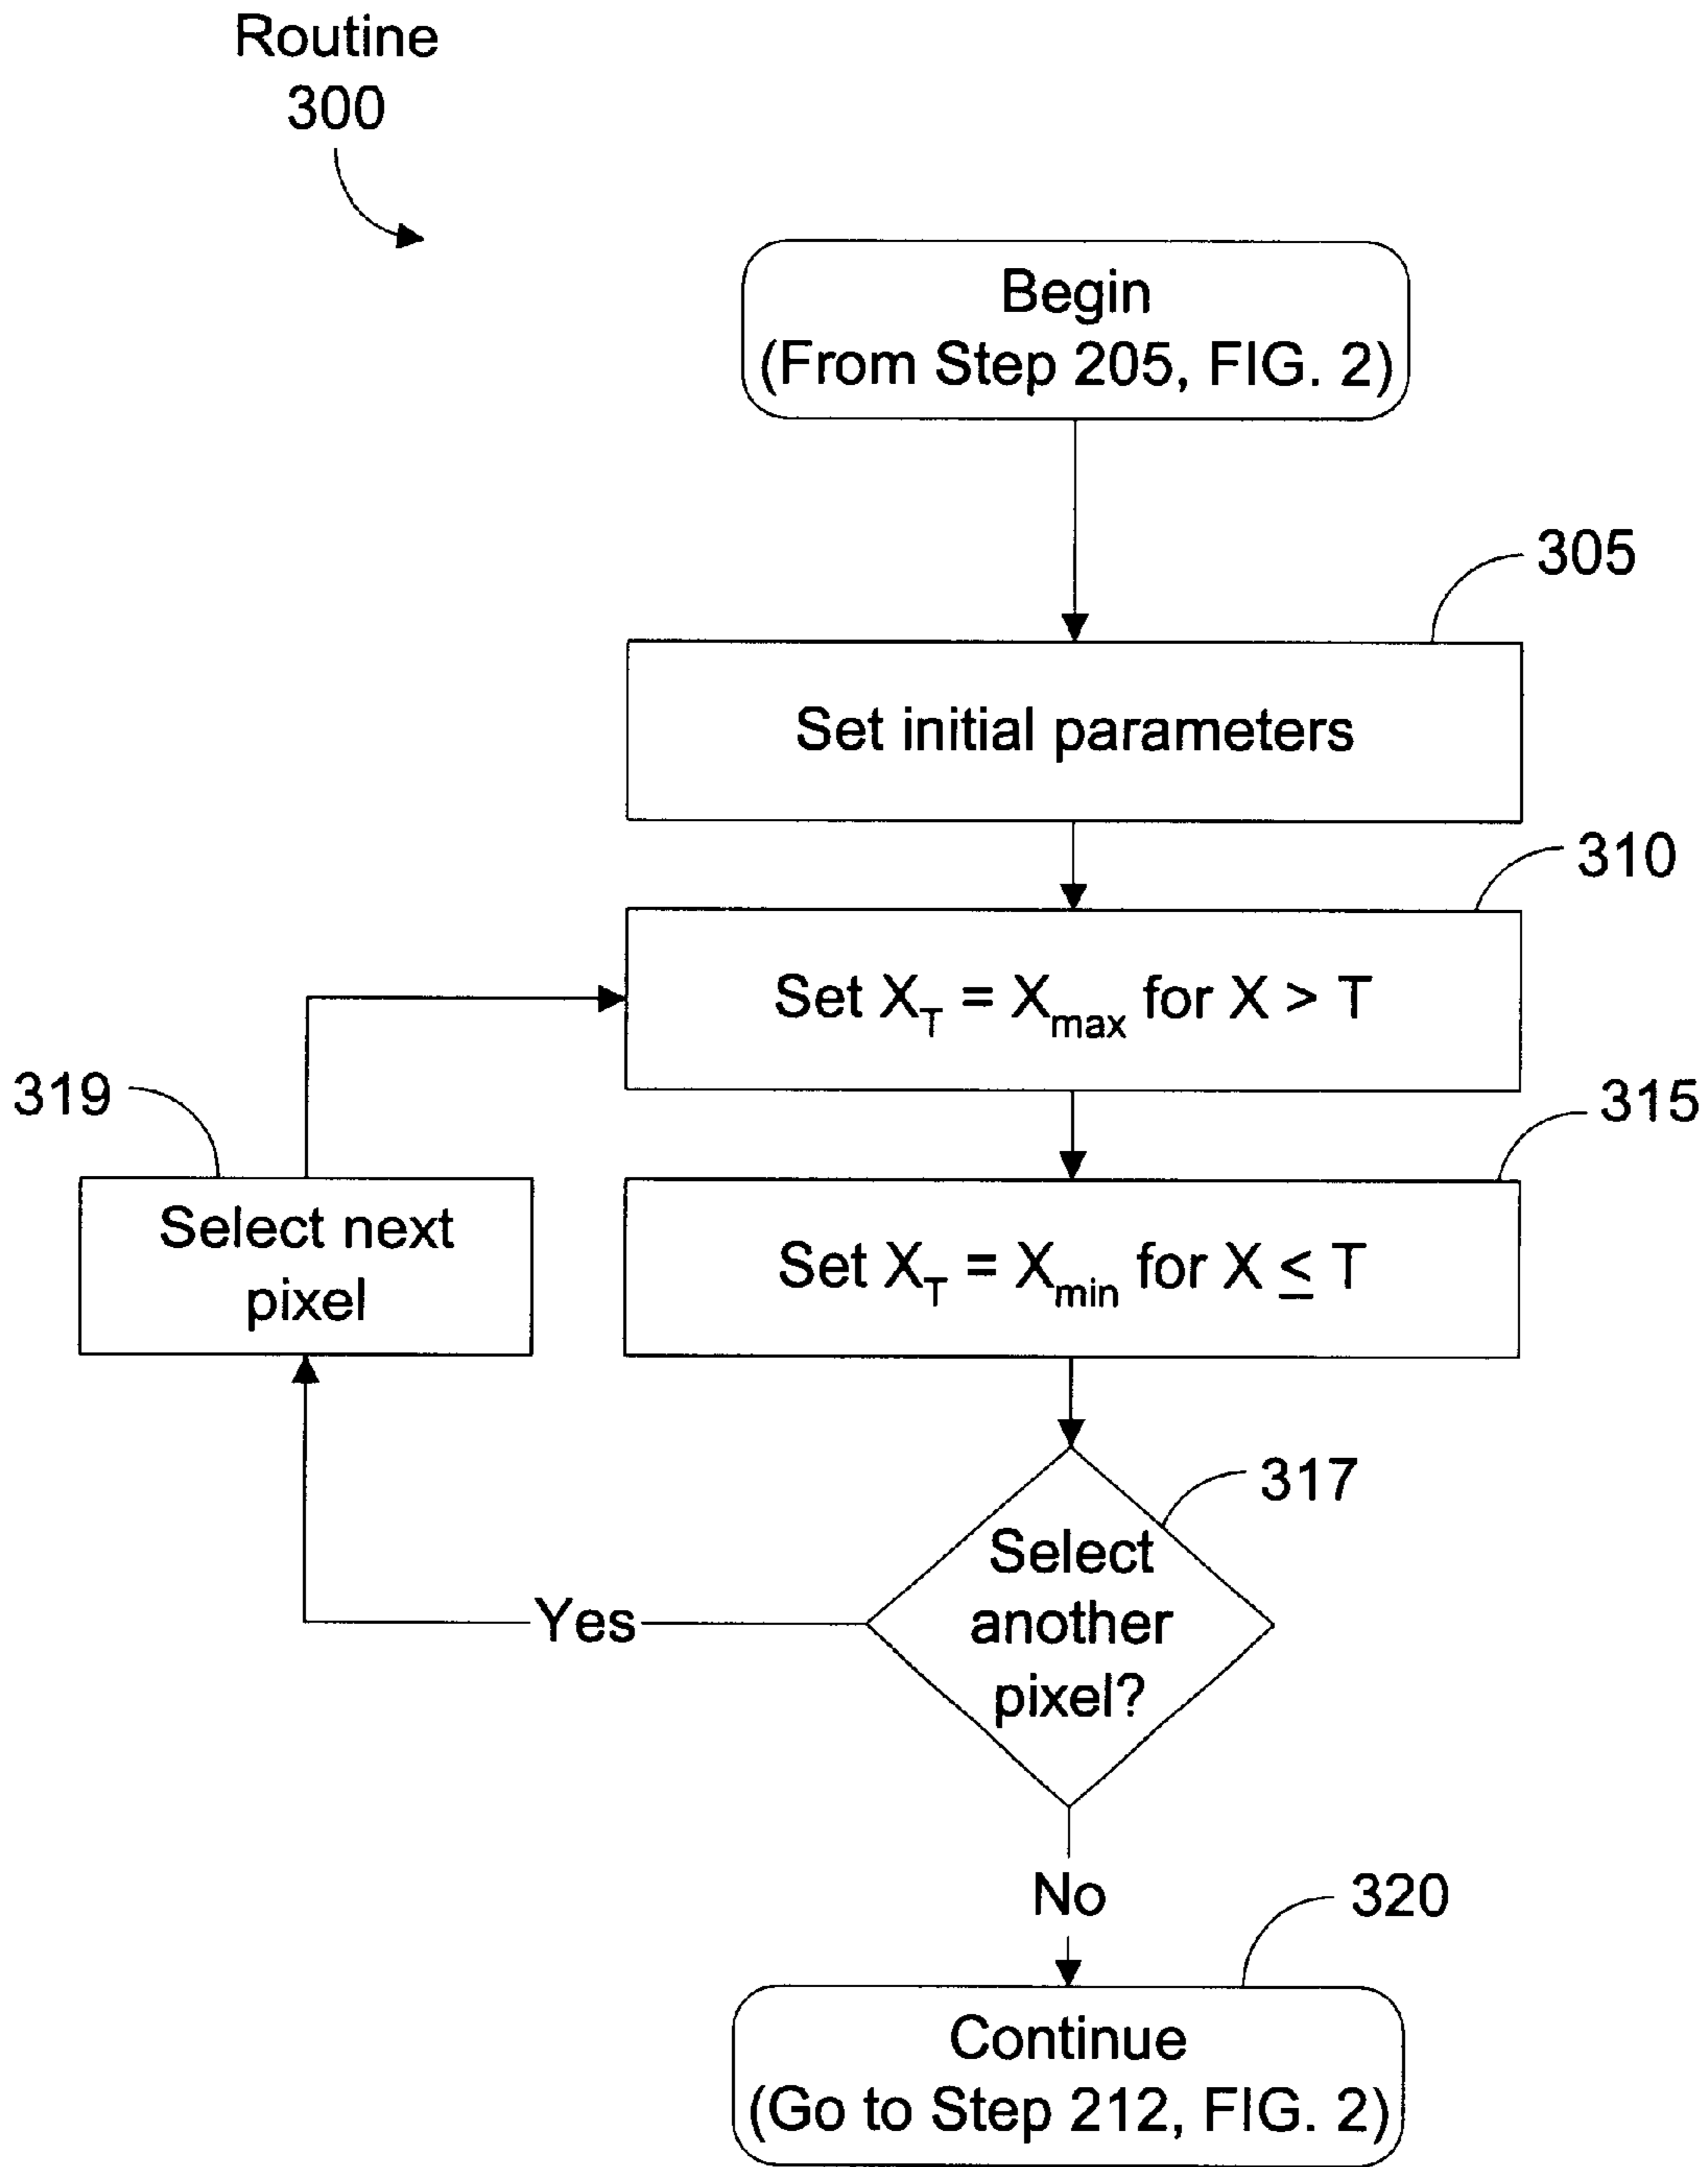 Routine
300
Begin
(From Step 205, FIG. 2)
305
Set initial parameters
310
Set X_T = X_max for X > T
319
315
Select next
pixel
Set X_T = X_min for X ≤ T
317
Select
another
pixel?
Yes
No
320
Continue
(Go to Step 212, FIG. 2)